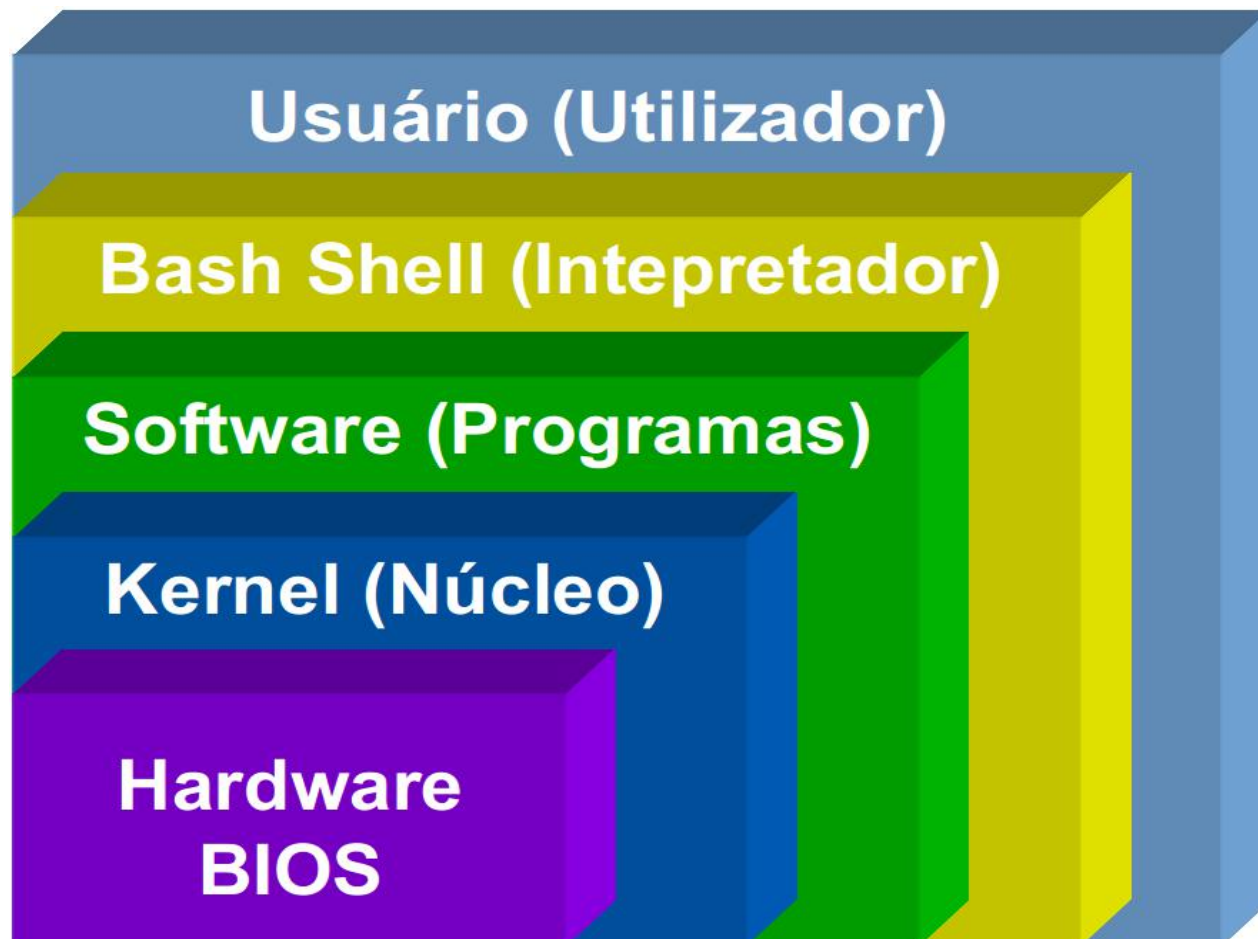 Usuário (Utilizador)
Bash Shell (Intepretador)
Software (Programas)
Kernel (Núcleo)
Hardware
BIOS